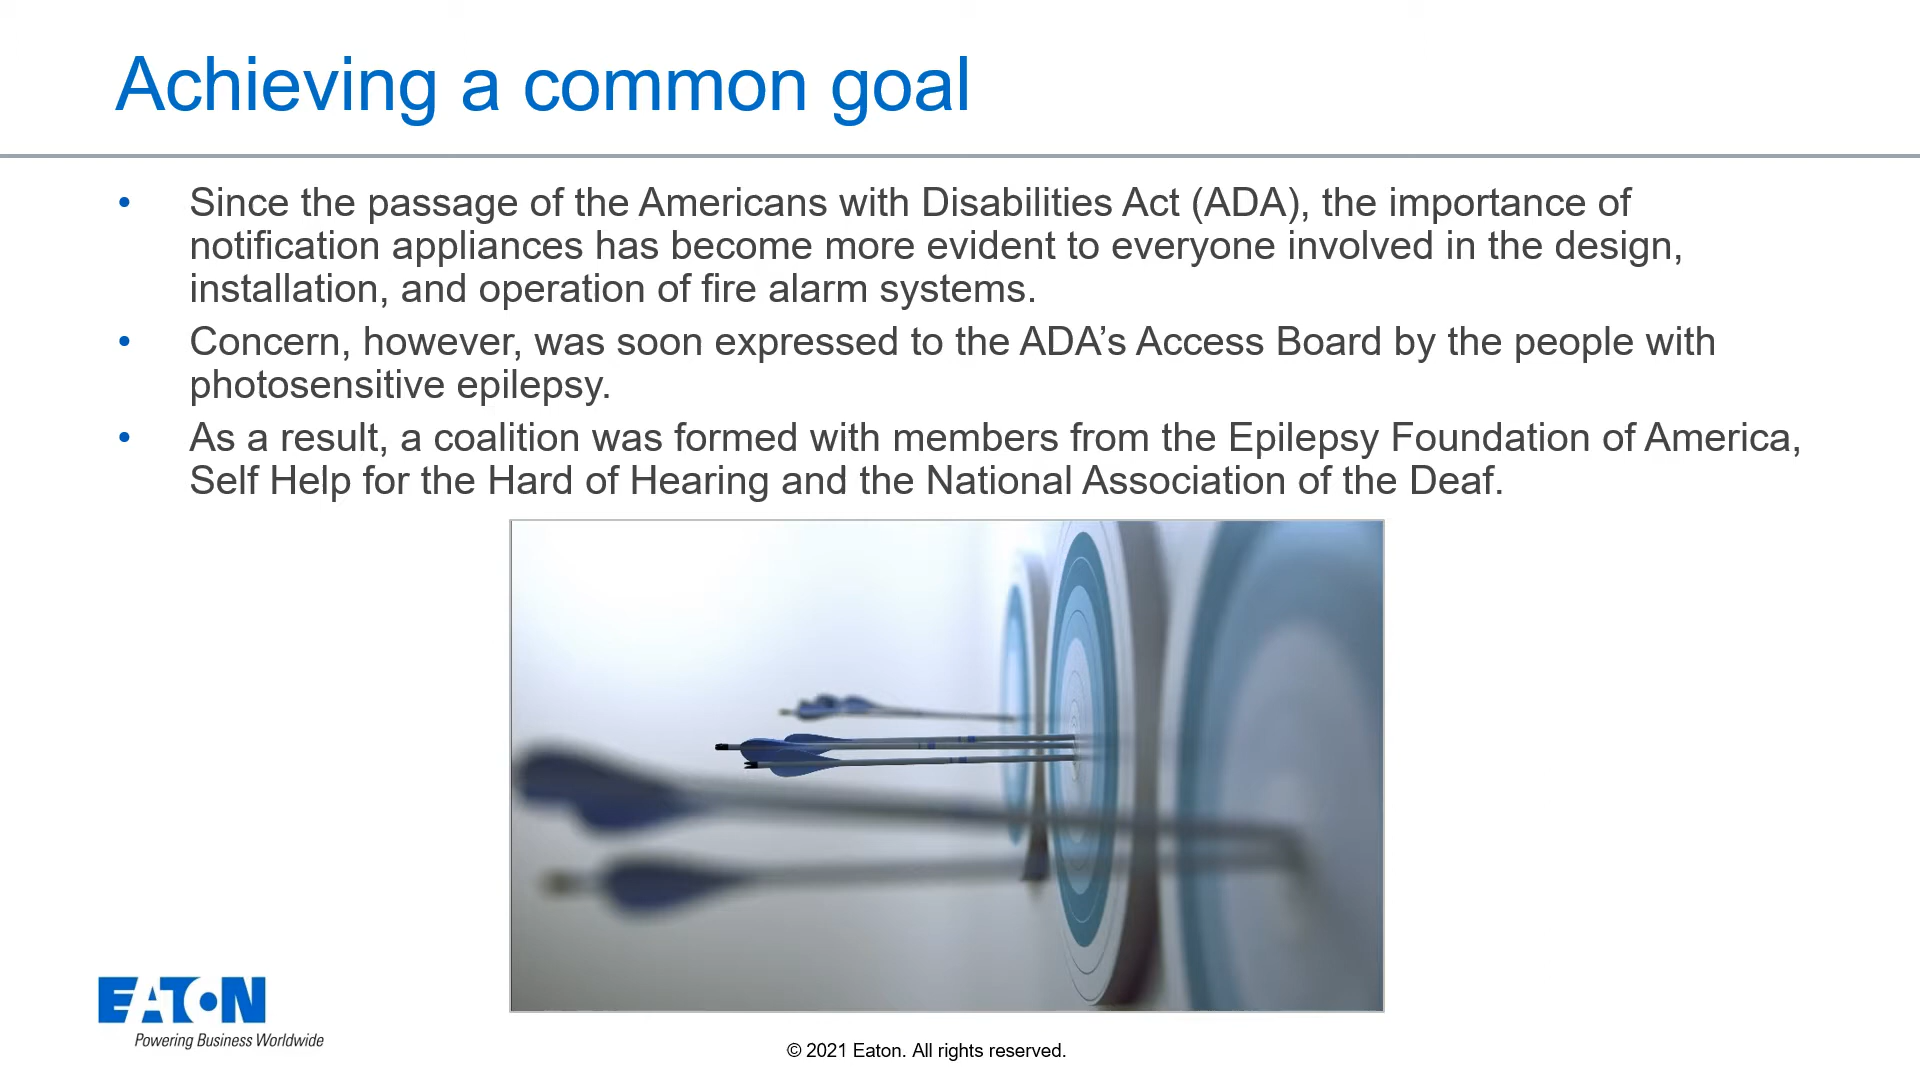 Achieving a common goal
• Since the passage of the Americans with Disabilities Act (ADA), the importance of
notification appliances has become more evident to everyone involved in the design,
installation, and operation of fire alarm systems.
• Concern, however, was soon expressed to the ADA’s Access Board by the people with
photosensitive epilepsy.
• As a result, a coalition was formed with members from the Epilepsy Foundation of America,
Self Help for the Hard of Hearing and the National Association of the Deaf.
EATON
Powering Business Worldwide
© 2021 Eaton. All rights reserved.